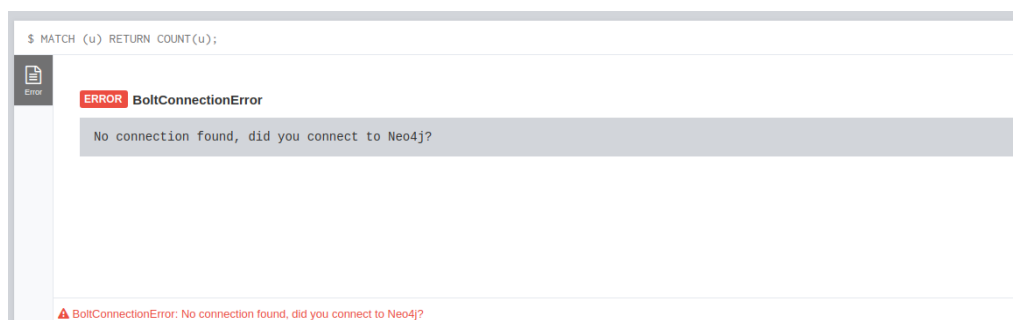 $ MATCH (u) RETURN COUNT(u);
Error
ERROR BoltConnectionError
No connection found, did you connect to Neo4j?
BoltConnectionError: No connection found, did you connect to Neo4j?